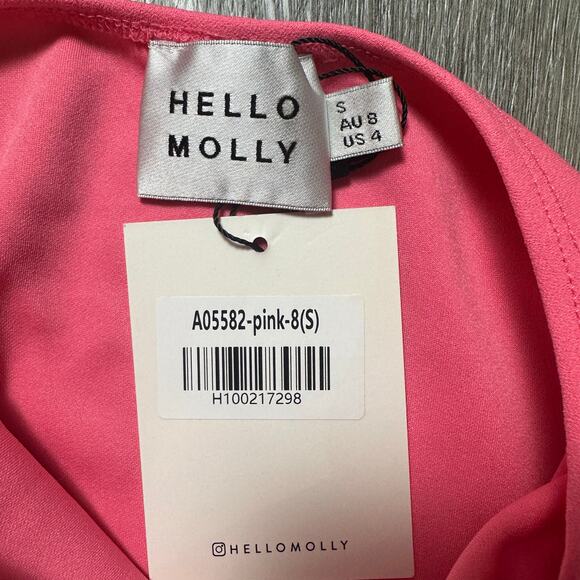 HELLO
MOLLY
S
AU 8
US 4
A05582-pink-8(S)
H100217298
HELLOMOLLY